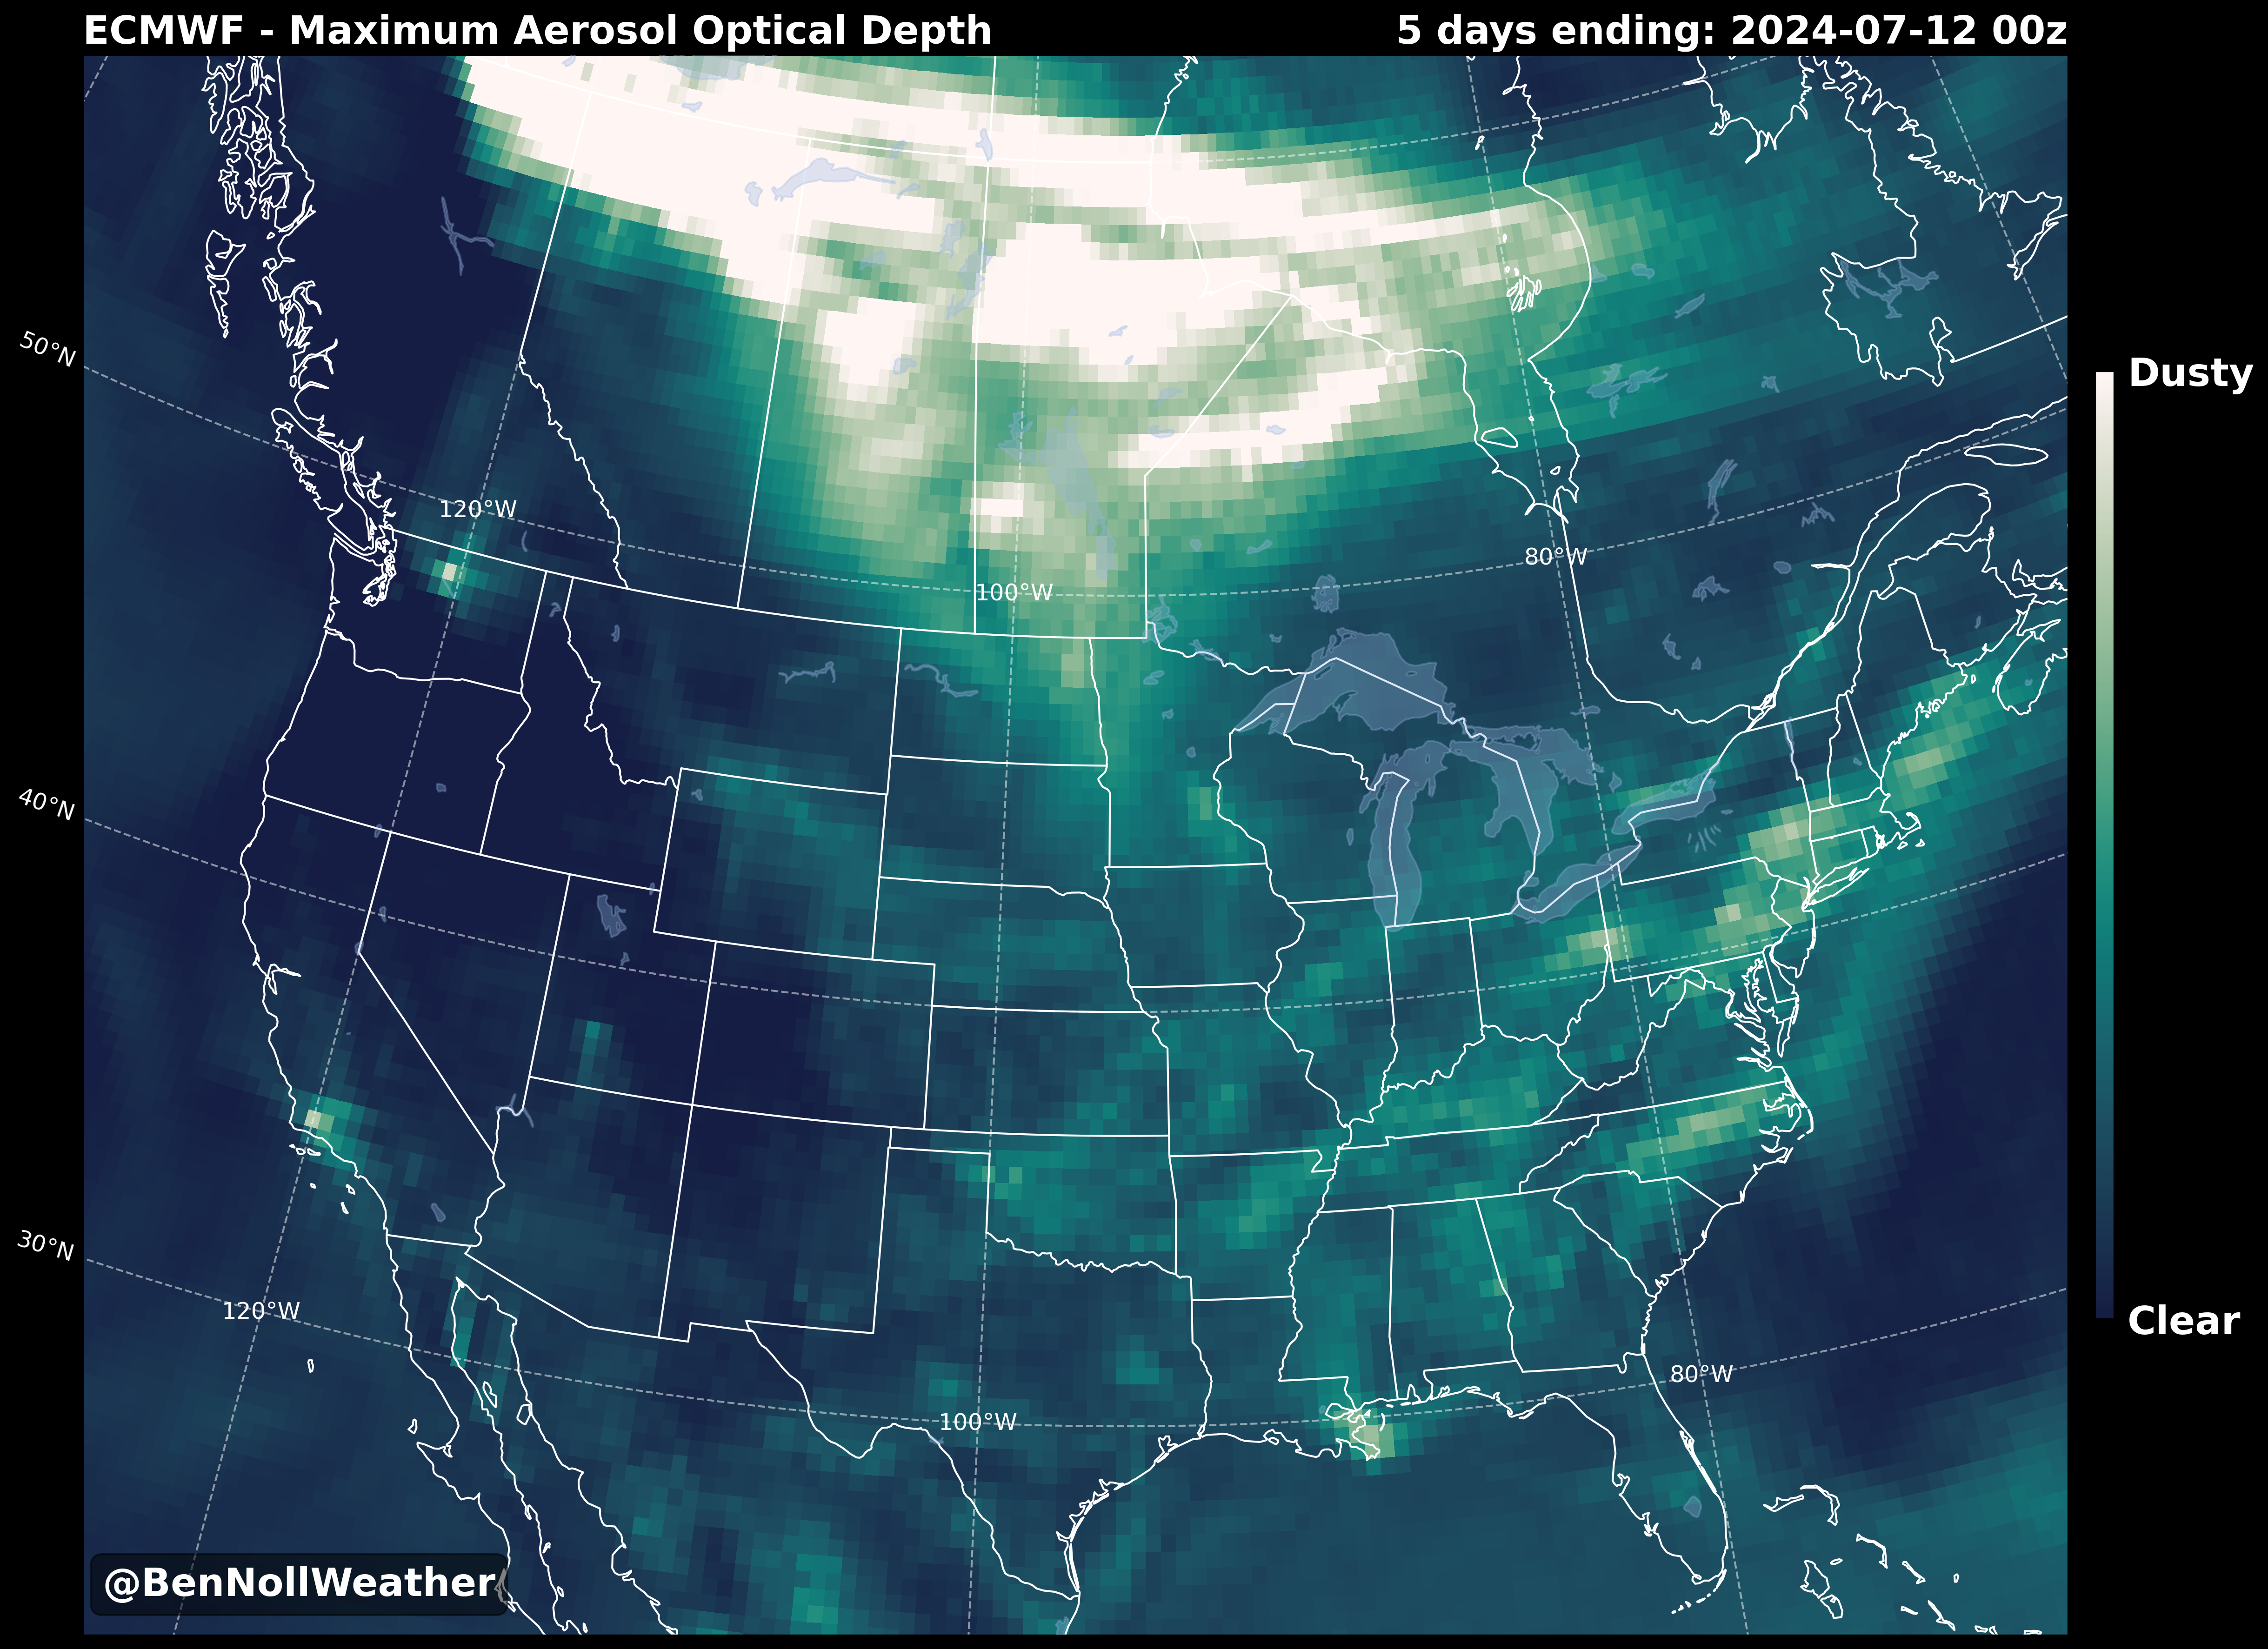 ECMWF - Maximum Aerosol Optical Depth
5 days ending: 2024-07-12 00z
50°N
Dusty
120°W
80°W
100°W
40°N
30°N
120°W
Clear
80°W
100°W
@BenNollWeather